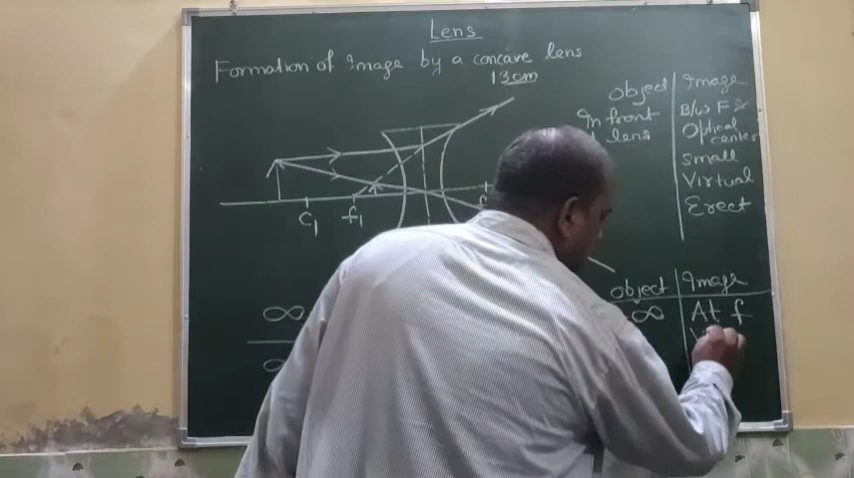 Lens
Formation of Image by a concave lens
13cm
object Image
In front B/w F &
lens Optical
center
Small
Virtual
Erect
C1 f1
object Image
∞ At f
∞
∞